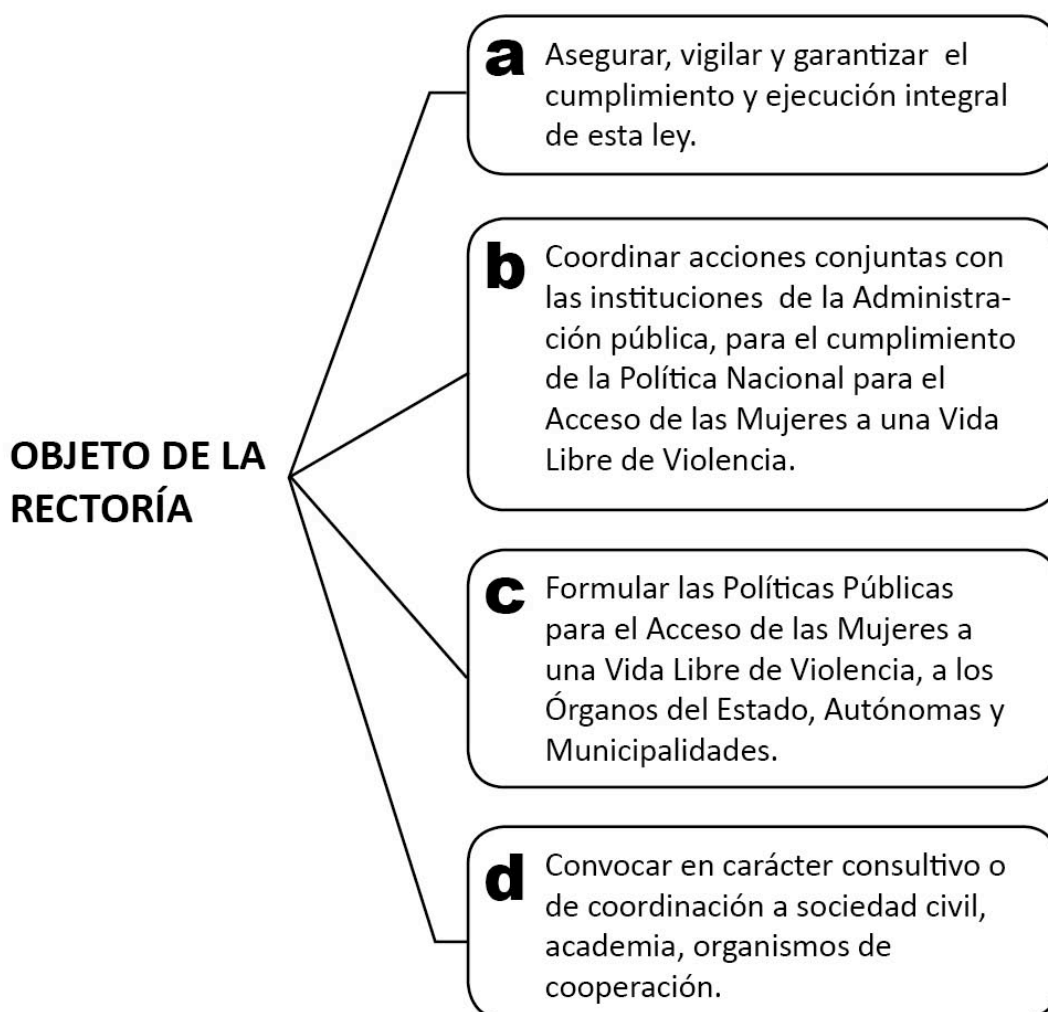 a Asegurar, vigilar y garantizar el
cumplimiento y ejecución integral
de esta ley.
b Coordinar acciones conjuntas con
las instituciones de la Administra-
ción pública, para el cumplimiento
de la Política Nacional para el
Acceso de las Mujeres a una Vida
Libre de Violencia.
OBJETO DE LA
RECTORÍA
c Formular las Políticas Públicas
para el Acceso de las Mujeres a
una Vida Libre de Violencia, a los
Órganos del Estado, Autónomas y
Municipalidades.
d Convocar en carácter consultivo o
de coordinación a sociedad civil,
academia, organismos de
cooperación.